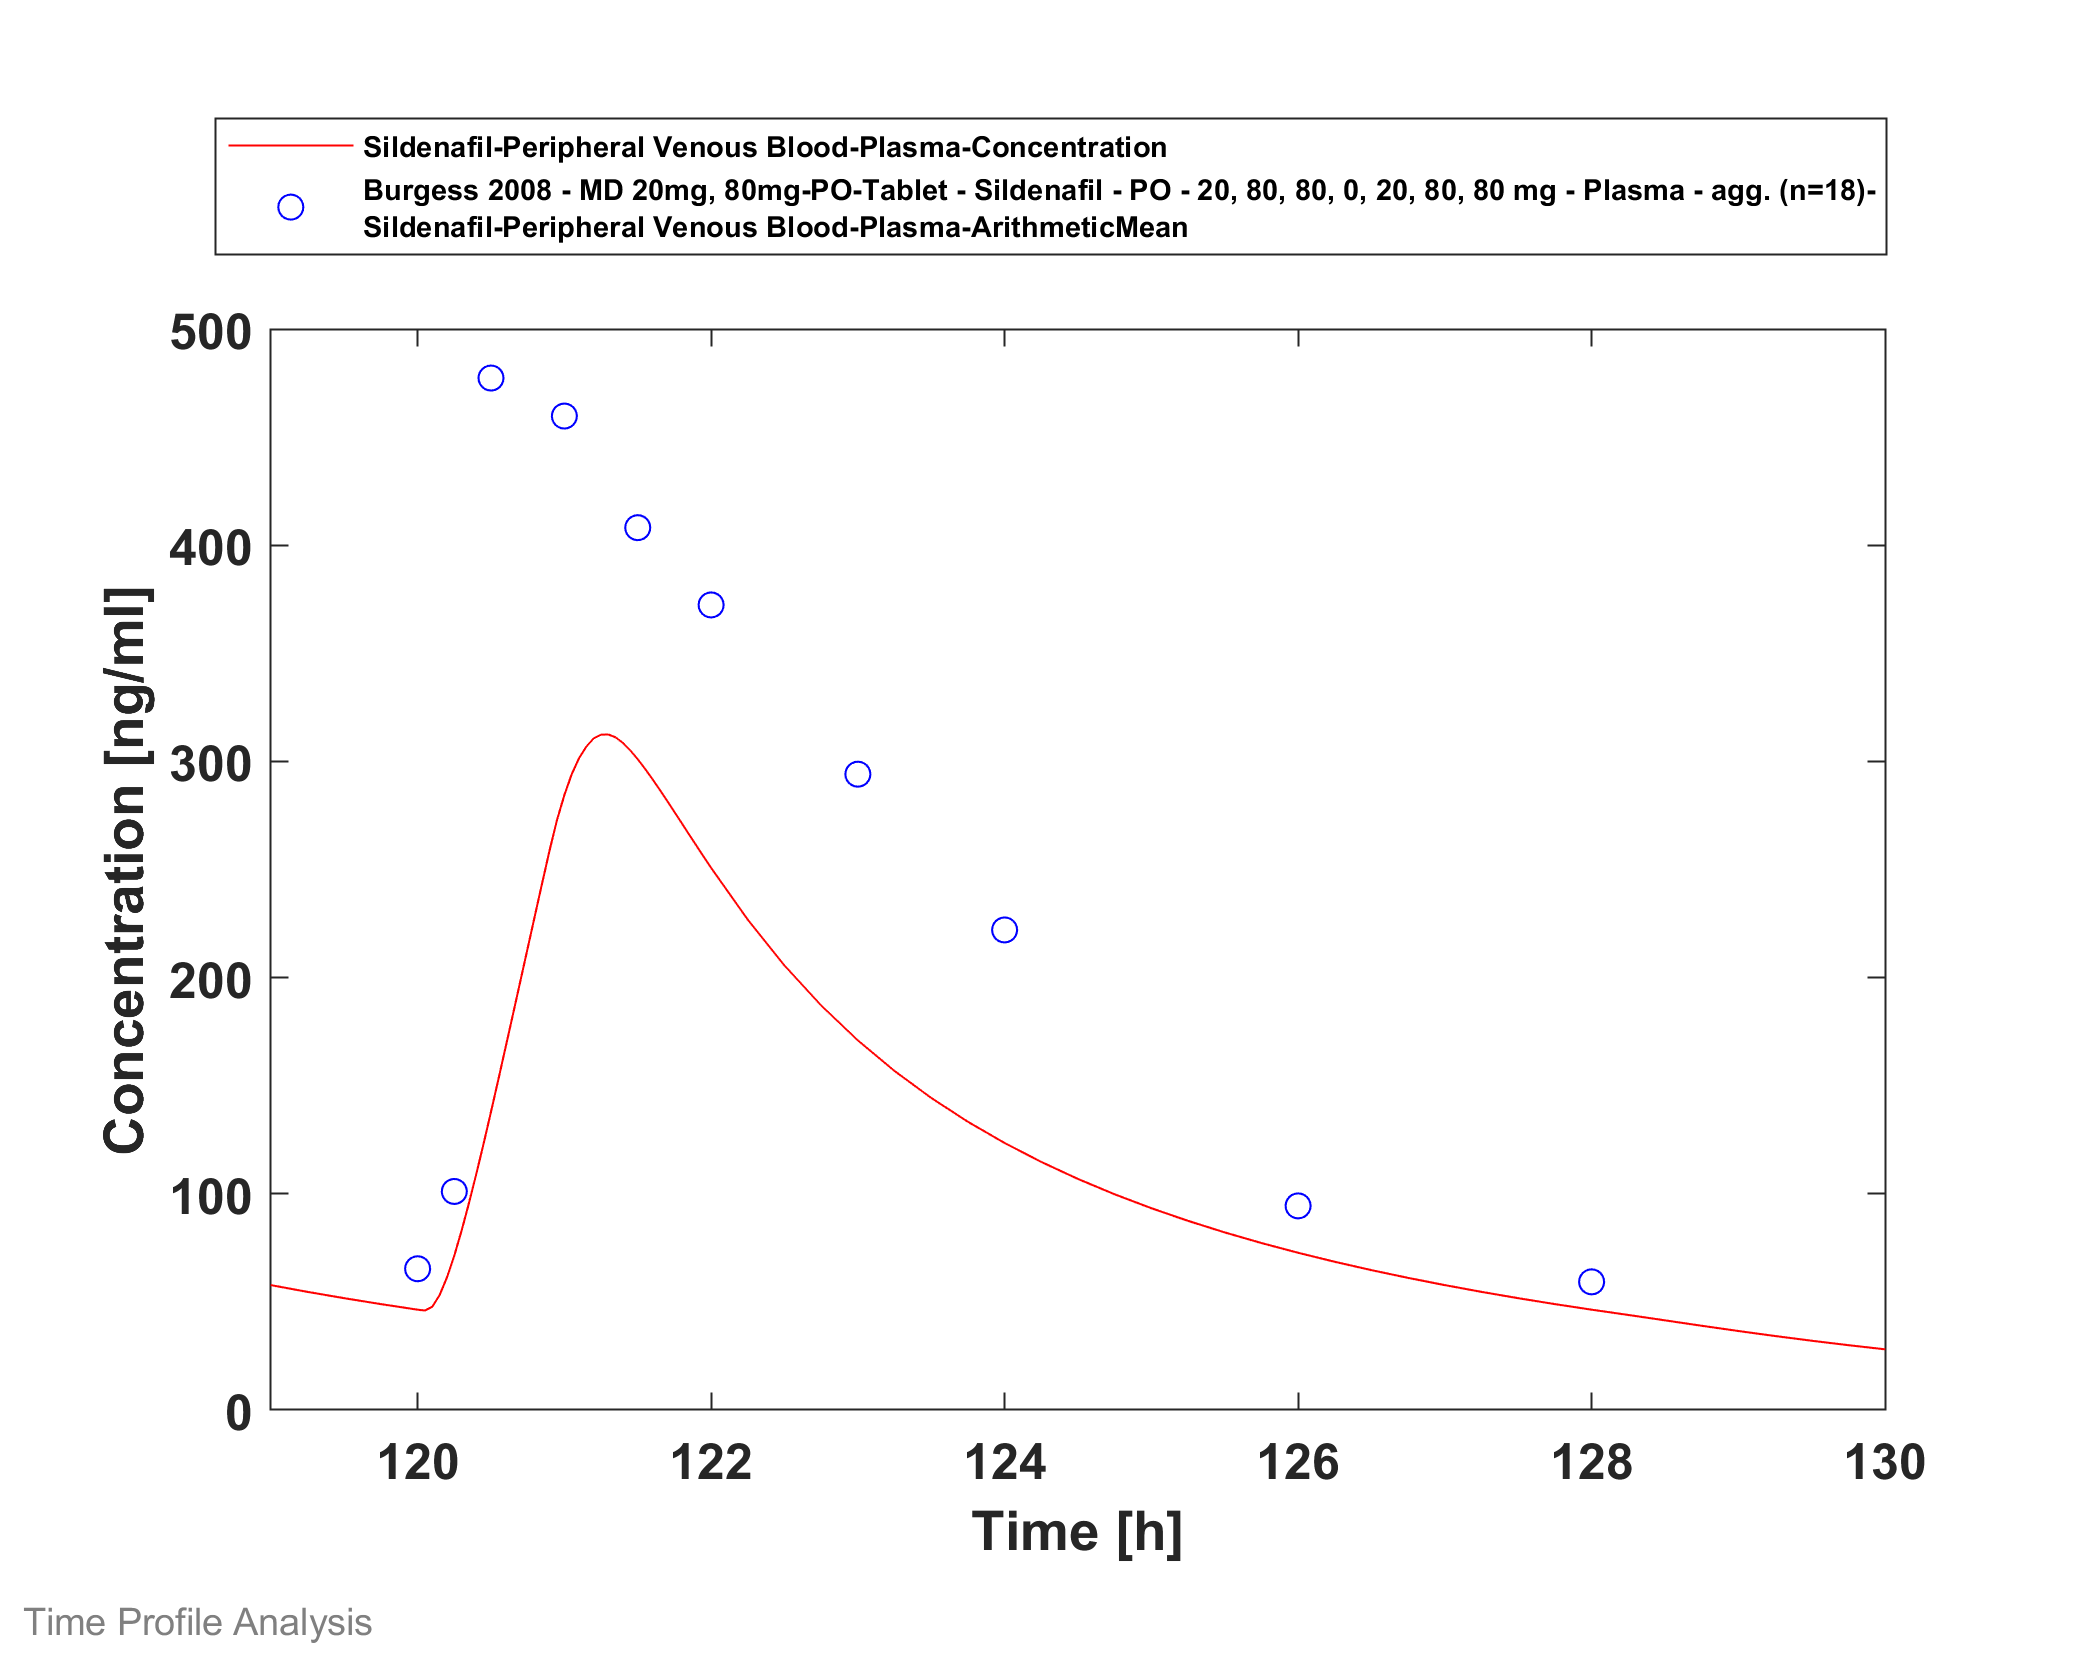 Sildenafil-Peripheral Venous Blood-Plasma-Concentration
Burgess 2008 - MD 20mg, 80mg-PO-Tablet - Sildenafil - PO - 20, 80, 80, 0, 20, 80, 80 mg - Plasma - agg. (n=18)-
Sildenafil-Peripheral Venous Blood-Plasma-ArithmeticMean
500
400
300
200
100
0
Concentration [ng/ml]
120 122 124 126 128 130
Time [h]
Time Profile Analysis